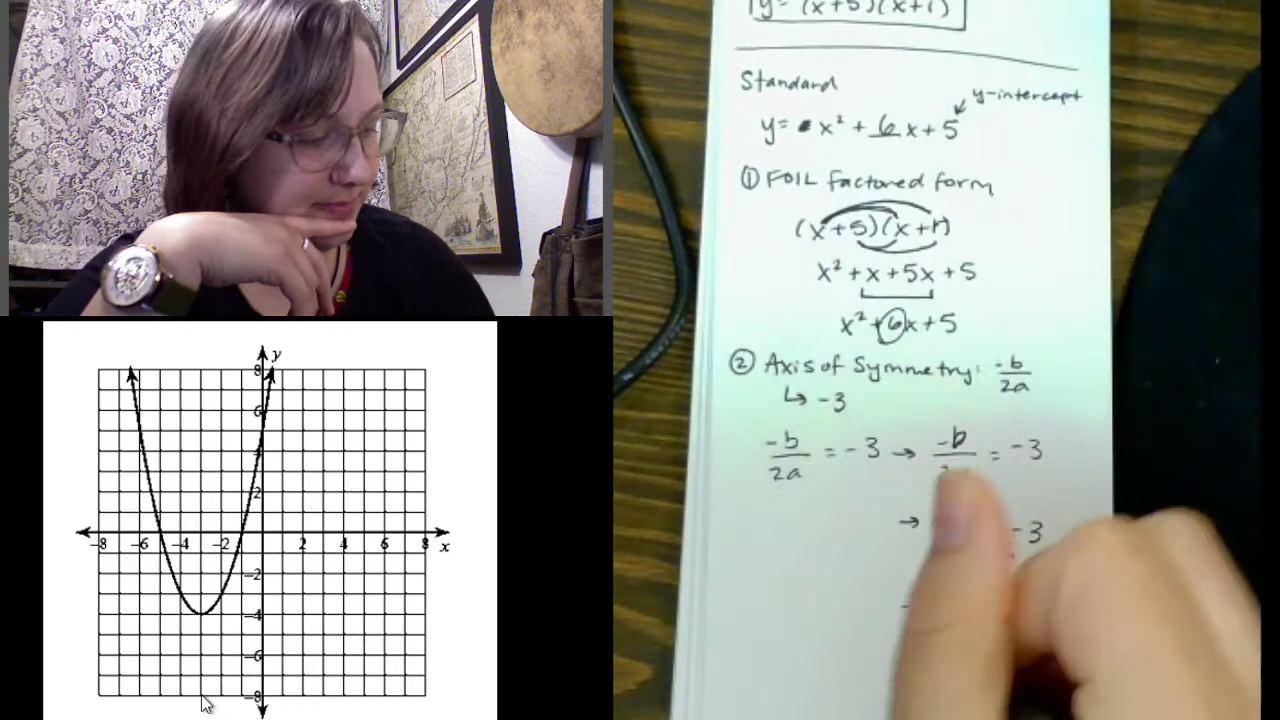 y = (x+5)(x+1)
Standard
y-intercept
y = x² + 6x + 5
① FOIL factored form
(x+5)(x+1)
x² + x + 5x + 5
x² + 6x + 5
② Axis of Symmetry: -b/2a
↳ -3
-b/2a = -3 → -b/ = -3
→ -3
y
8
6
4
2
-8 -6 -4 -2 2 4 6 8 x
-2
-4
-6
-8